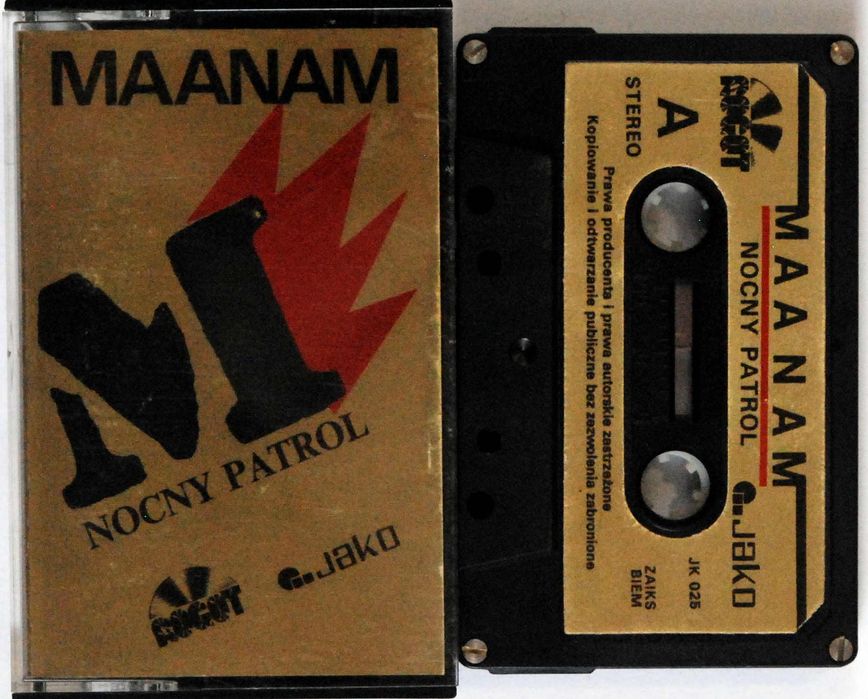 MAANAM
M
NOCNY PATROL
ROGOT
JAKO
ROGOT
A
STEREO
MAANAM
NOCNY PATROL
Prawa producenta i prawa autorskie zastrzeżone
Kopiowanie i odtwarzanie publiczne bez zezwolenia zabronione
JAKO
JK 025
ZAIKS
BIEM